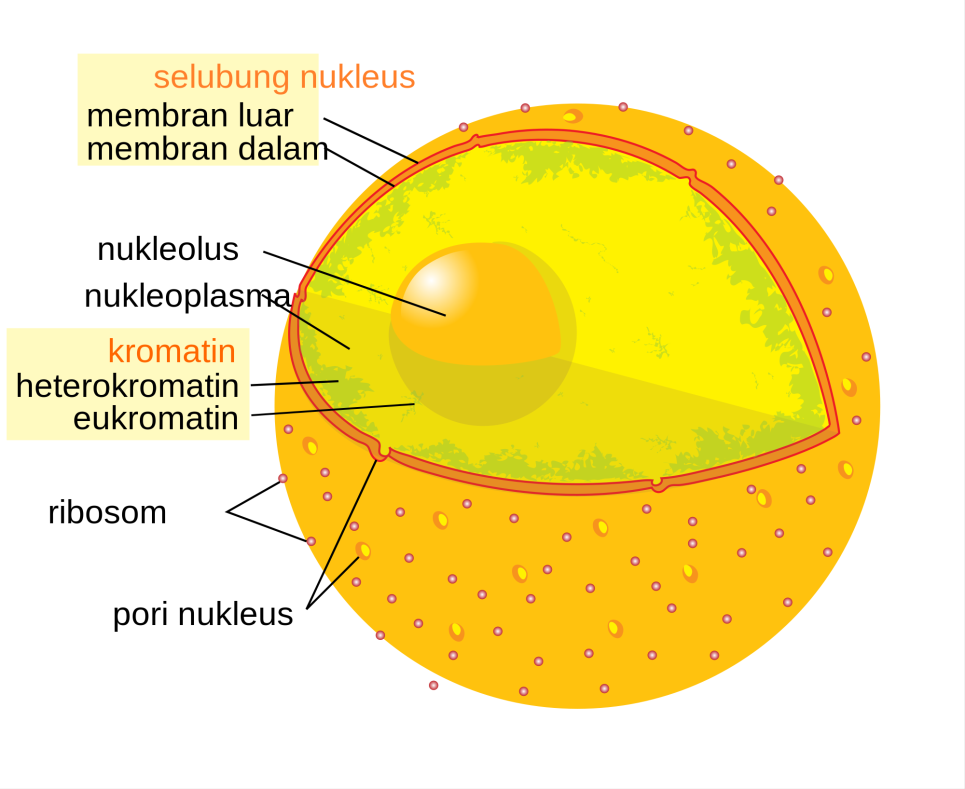 selubung nukleus
membran luar
membran dalam
nukleolus
nukleoplasma
kromatin
heterokromatin
eukromatin
ribosom
pori nukleus